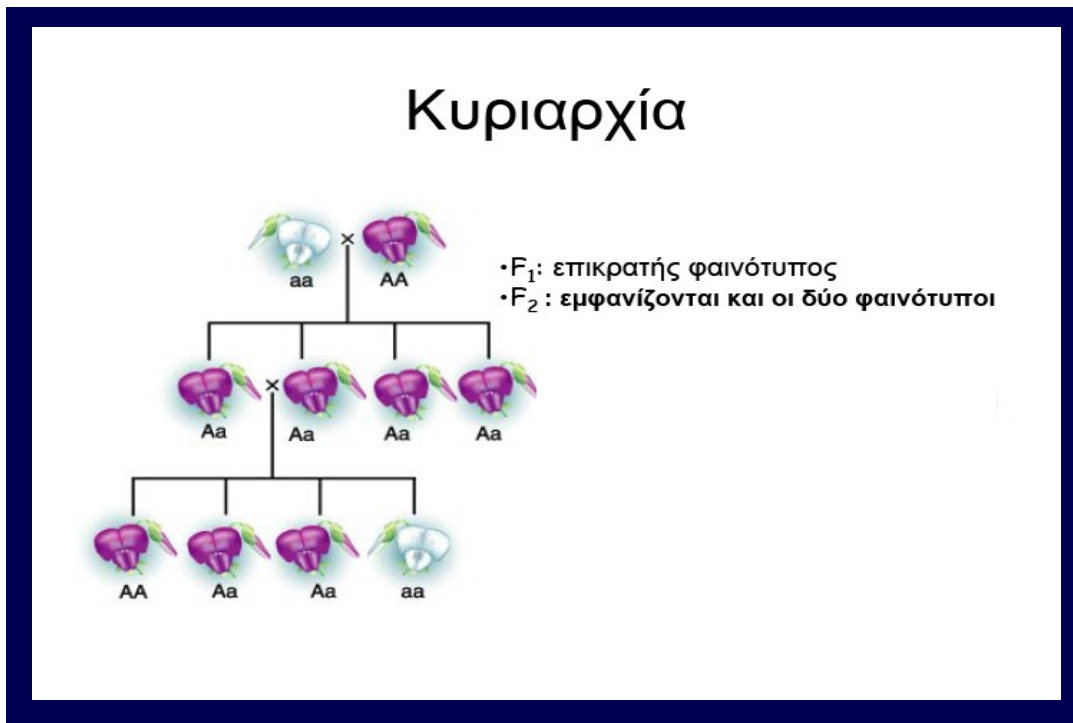 Κυριαρχία
aa x AA
•F₁: επικρατής φαινότυπος
•F₂ : εμφανίζονται και οι δύο φαινότυποι
x
Aa Aa Aa Aa
AA Aa Aa aa